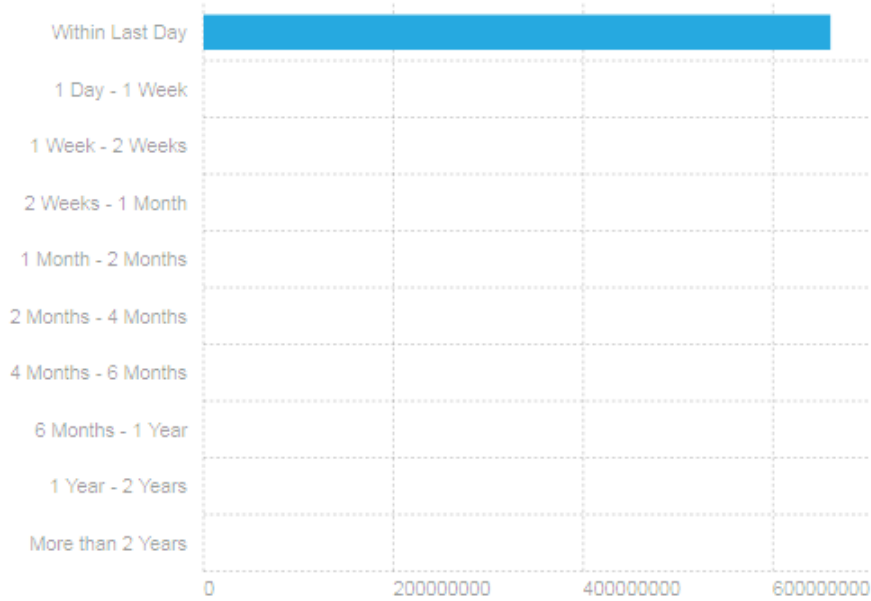 Within Last Day
1 Day - 1 Week
1 Week - 2 Weeks
2 Weeks - 1 Month
1 Month - 2 Months
2 Months - 4 Months
4 Months - 6 Months
6 Months - 1 Year
1 Year - 2 Years
More than 2 Years
0 200000000 400000000 600000000